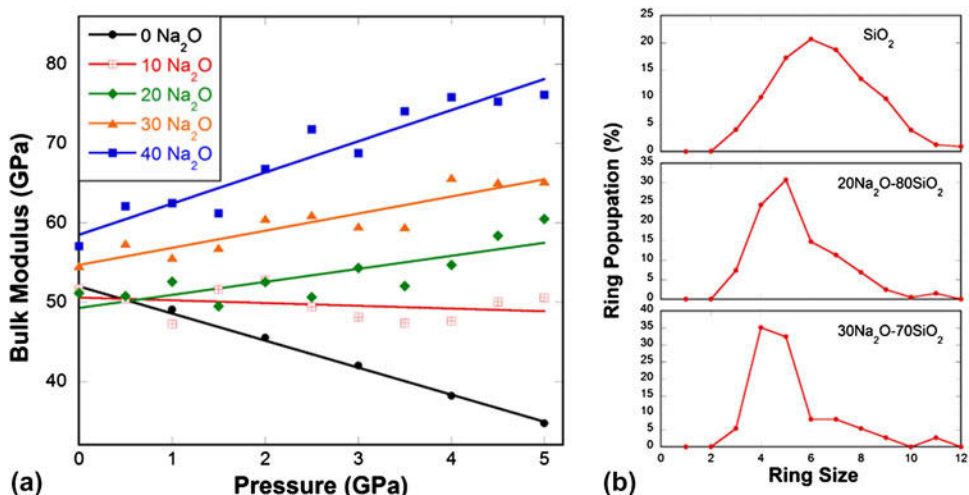 (a)
0 Na₂O
10 Na₂O
20 Na₂O
30 Na₂O
40 Na₂O
80
70
60
50
40
Bulk Modulus (GPa)
0 1 2 3 4 5
Pressure (GPa)
(b)
25
20
15
10
5
0
SiO₂
35
30
25
20
15
10
5
0
20Na₂O-80SiO₂
40
35
30
25
20
15
10
5
0
30Na₂O-70SiO₂
Ring Popupation (%)
0 2 4 6 8 10 12
Ring Size